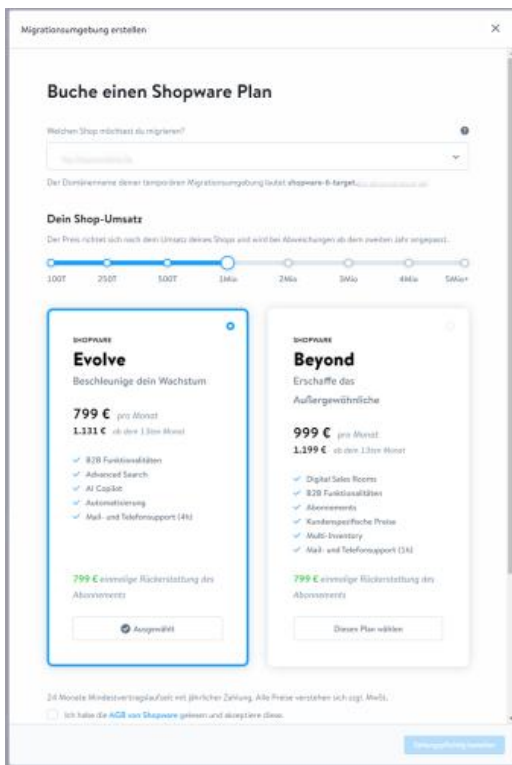 Migrationsumgebung erstellen
Buche einen Shopware Plan
Welchen Shop möchtest du migrieren?
Der Domänenname deiner temporären Migrationsumgebung lautet shopware-6-target.
Dein Shop-Umsatz
Der Preis richtet sich nach dem Umsatz deines Shops und wird bei Abweichungen ab dem zweiten Jahr angepasst.
100T 250T 500T 1Mio 2Mio 3Mio 4Mio 5Mio+
SHOPWARE
Evolve
Beschleunige dein Wachstum
799 € pro Monat
1.131 € ab dem 13ten Monat
B2B Funktionalitäten
Advanced Search
AI Copilot
Automatisierung
Mail- und Telefonsupport (4h)
799 € einmalige Rückerstattung des
Abonnements
Ausgewählt
SHOPWARE
Beyond
Erschaffe das
Außergewöhnliche
999 € pro Monat
1.199 € ab dem 13ten Monat
Digital Sales Rooms
B2B Funktionalitäten
Abonnements
Kundenspezifische Preise
Multi-Inventory
Mail- und Telefonsupport (1h)
799 € einmalige Rückerstattung des
Abonnements
Diesen Plan wählen
24 Monate Mindestvertragslaufzeit mit jährlicher Zahlung. Alle Preise verstehen sich zzgl. MwSt.
Ich habe die AGB von Shopware gelesen und akzeptiere diese.
Zahlungspflichtig bestellen